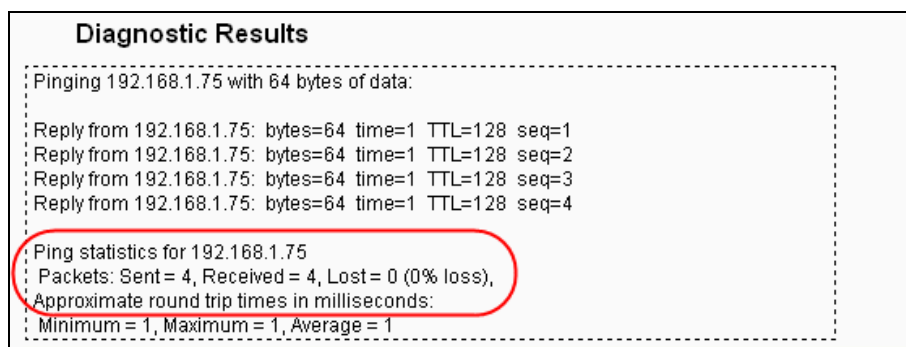 Diagnostic Results
Pinging 192.168.1.75 with 64 bytes of data:
Reply from 192.168.1.75: bytes=64 time=1 TTL=128 seq=1
Reply from 192.168.1.75: bytes=64 time=1 TTL=128 seq=2
Reply from 192.168.1.75: bytes=64 time=1 TTL=128 seq=3
Reply from 192.168.1.75: bytes=64 time=1 TTL=128 seq=4
Ping statistics for 192.168.1.75
Packets: Sent = 4, Received = 4, Lost = 0 (0% loss),
Approximate round trip times in milliseconds:
Minimum = 1, Maximum = 1, Average = 1